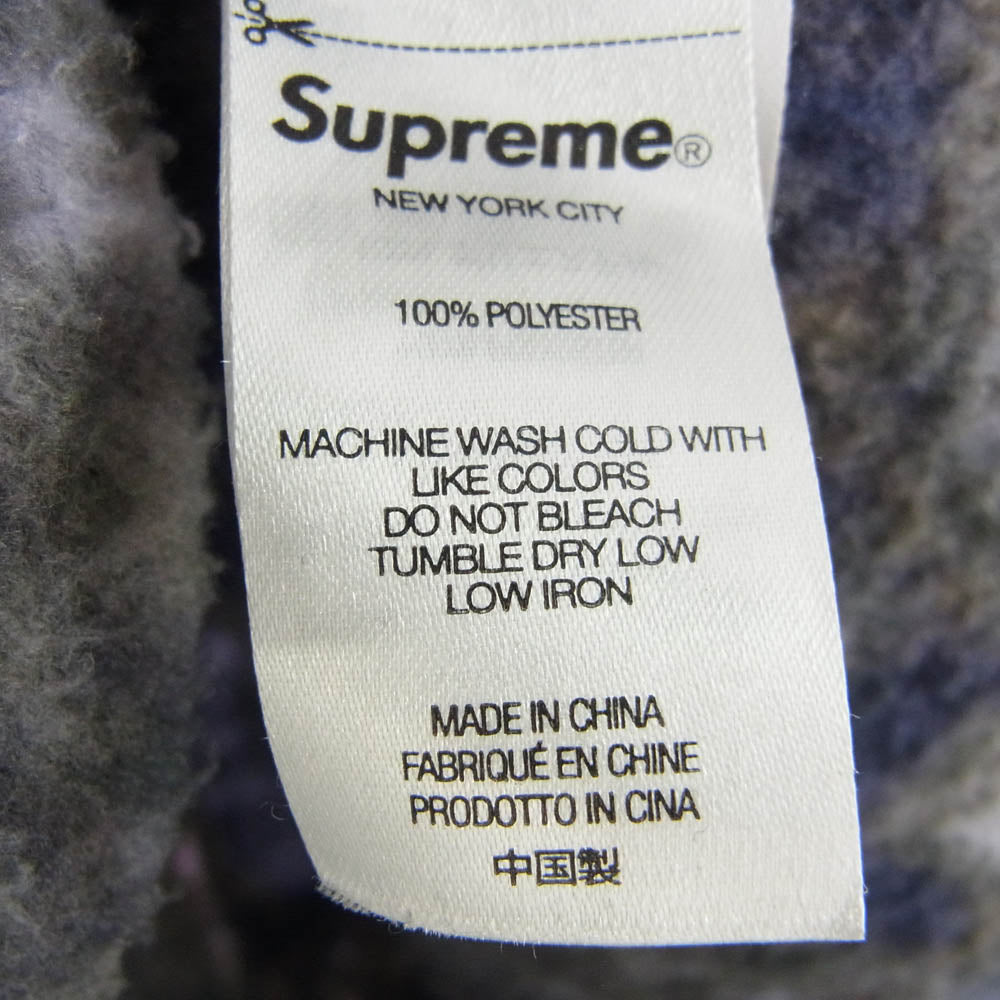 Supreme®
NEW YORK CITY
100% POLYESTER
MACHINE WASH COLD WITH
LIKE COLORS
DO NOT BLEACH
TUMBLE DRY LOW
LOW IRON
MADE IN CHINA
FABRIQUÉ EN CHINE
PRODOTTO IN CINA
中国製